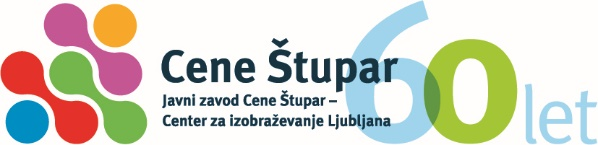 Cene Štupar
Javni zavod Cene Štupar –
Center za izobraževanje Ljubljana
60 let